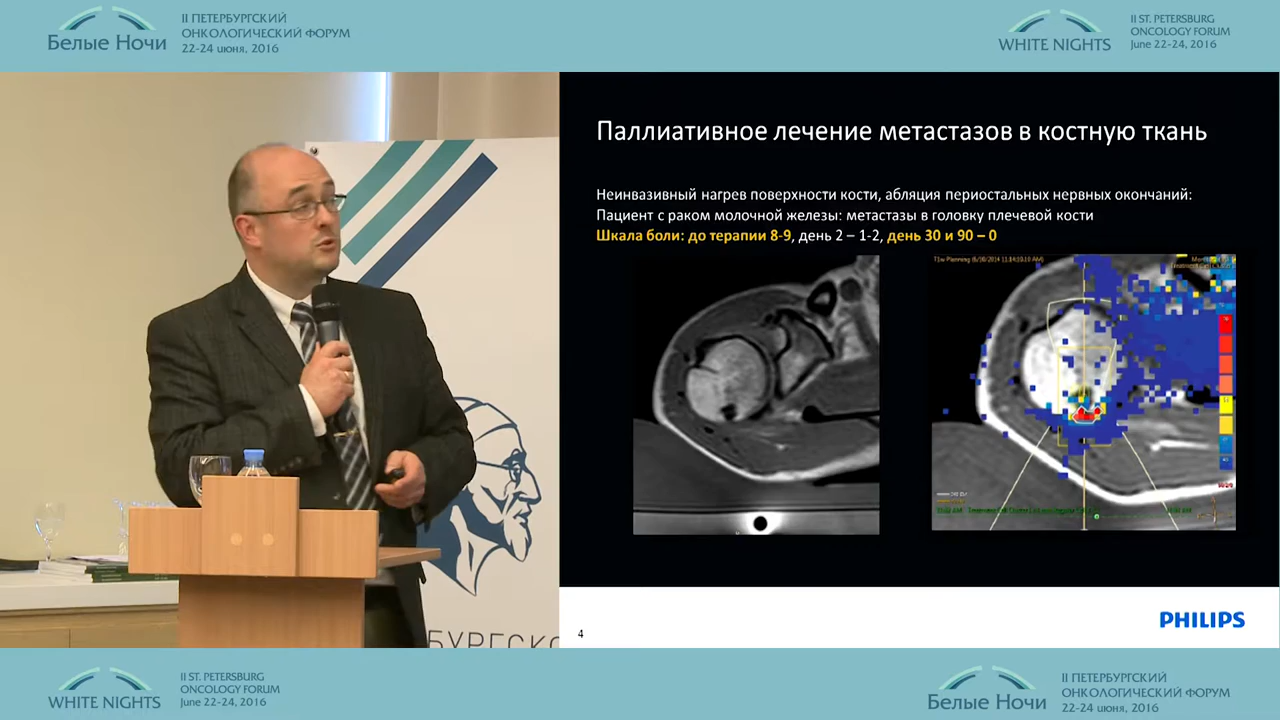 II ПЕТЕРБУРГСКИЙ
ОНКОЛОГИЧЕСКИЙ ФОРУМ
Белые Ночи
22-24 июня, 2016
II ST. PETERSBURG
ONCOLOGY FORUM
WHITE NIGHTS
June 22-24, 2016
Паллиативное лечение метастазов в костную ткань
Неинвазивный нагрев поверхности кости, абляция периостальных нервных окончаний:
Пациент с раком молочной железы: метастазы в головку плечевой кости
Шкала боли: до терапии 8-9, день 2 – 1-2, день 30 и 90 – 0
T1w Planning
PHILIPS
4
БУРГСКО
II ST. PETERSBURG
ONCOLOGY FORUM
WHITE NIGHTS
June 22-24, 2016
II ПЕТЕРБУРГСКИЙ
ОНКОЛОГИЧЕСКИЙ ФОРУМ
Белые Ночи
22-24 июня, 2016